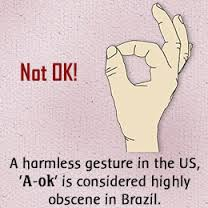 Not OK!
A harmless gesture in the US,
'A-ok' is considered highly
obscene in Brazil.